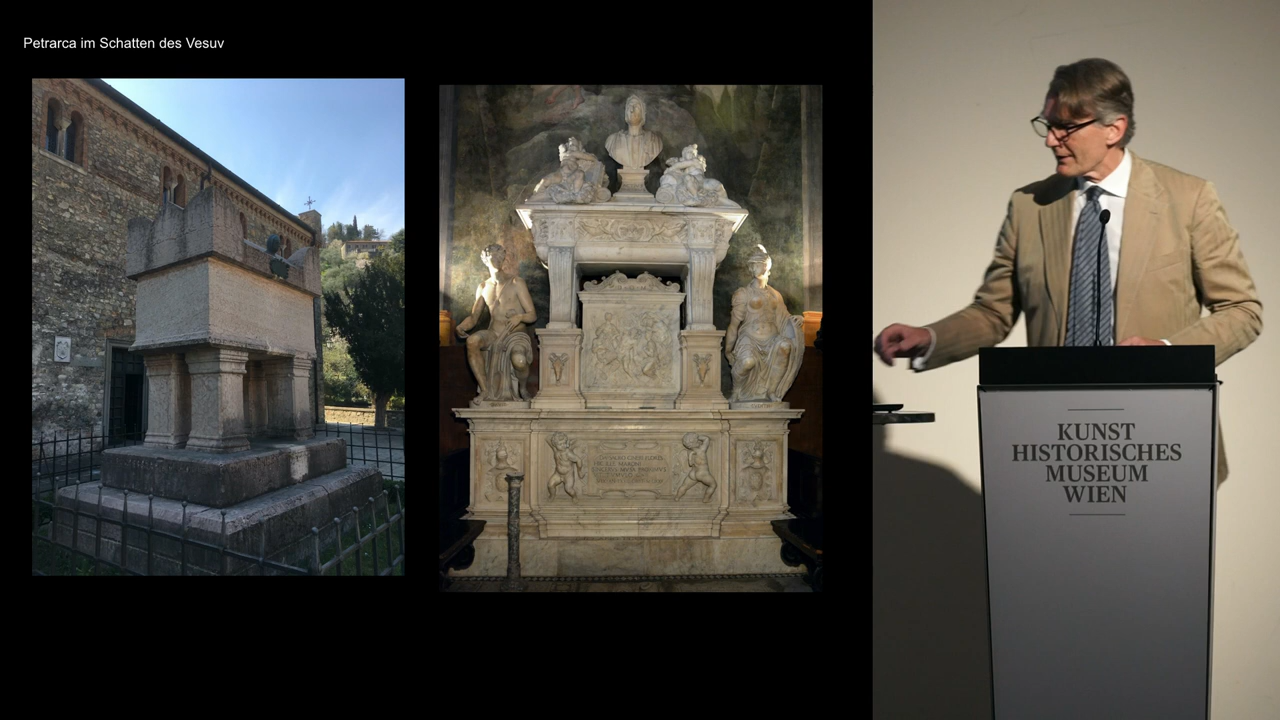 Petrarca im Schatten des Vesuv
KUNST
HISTORISCHES
MUSEUM
WIEN